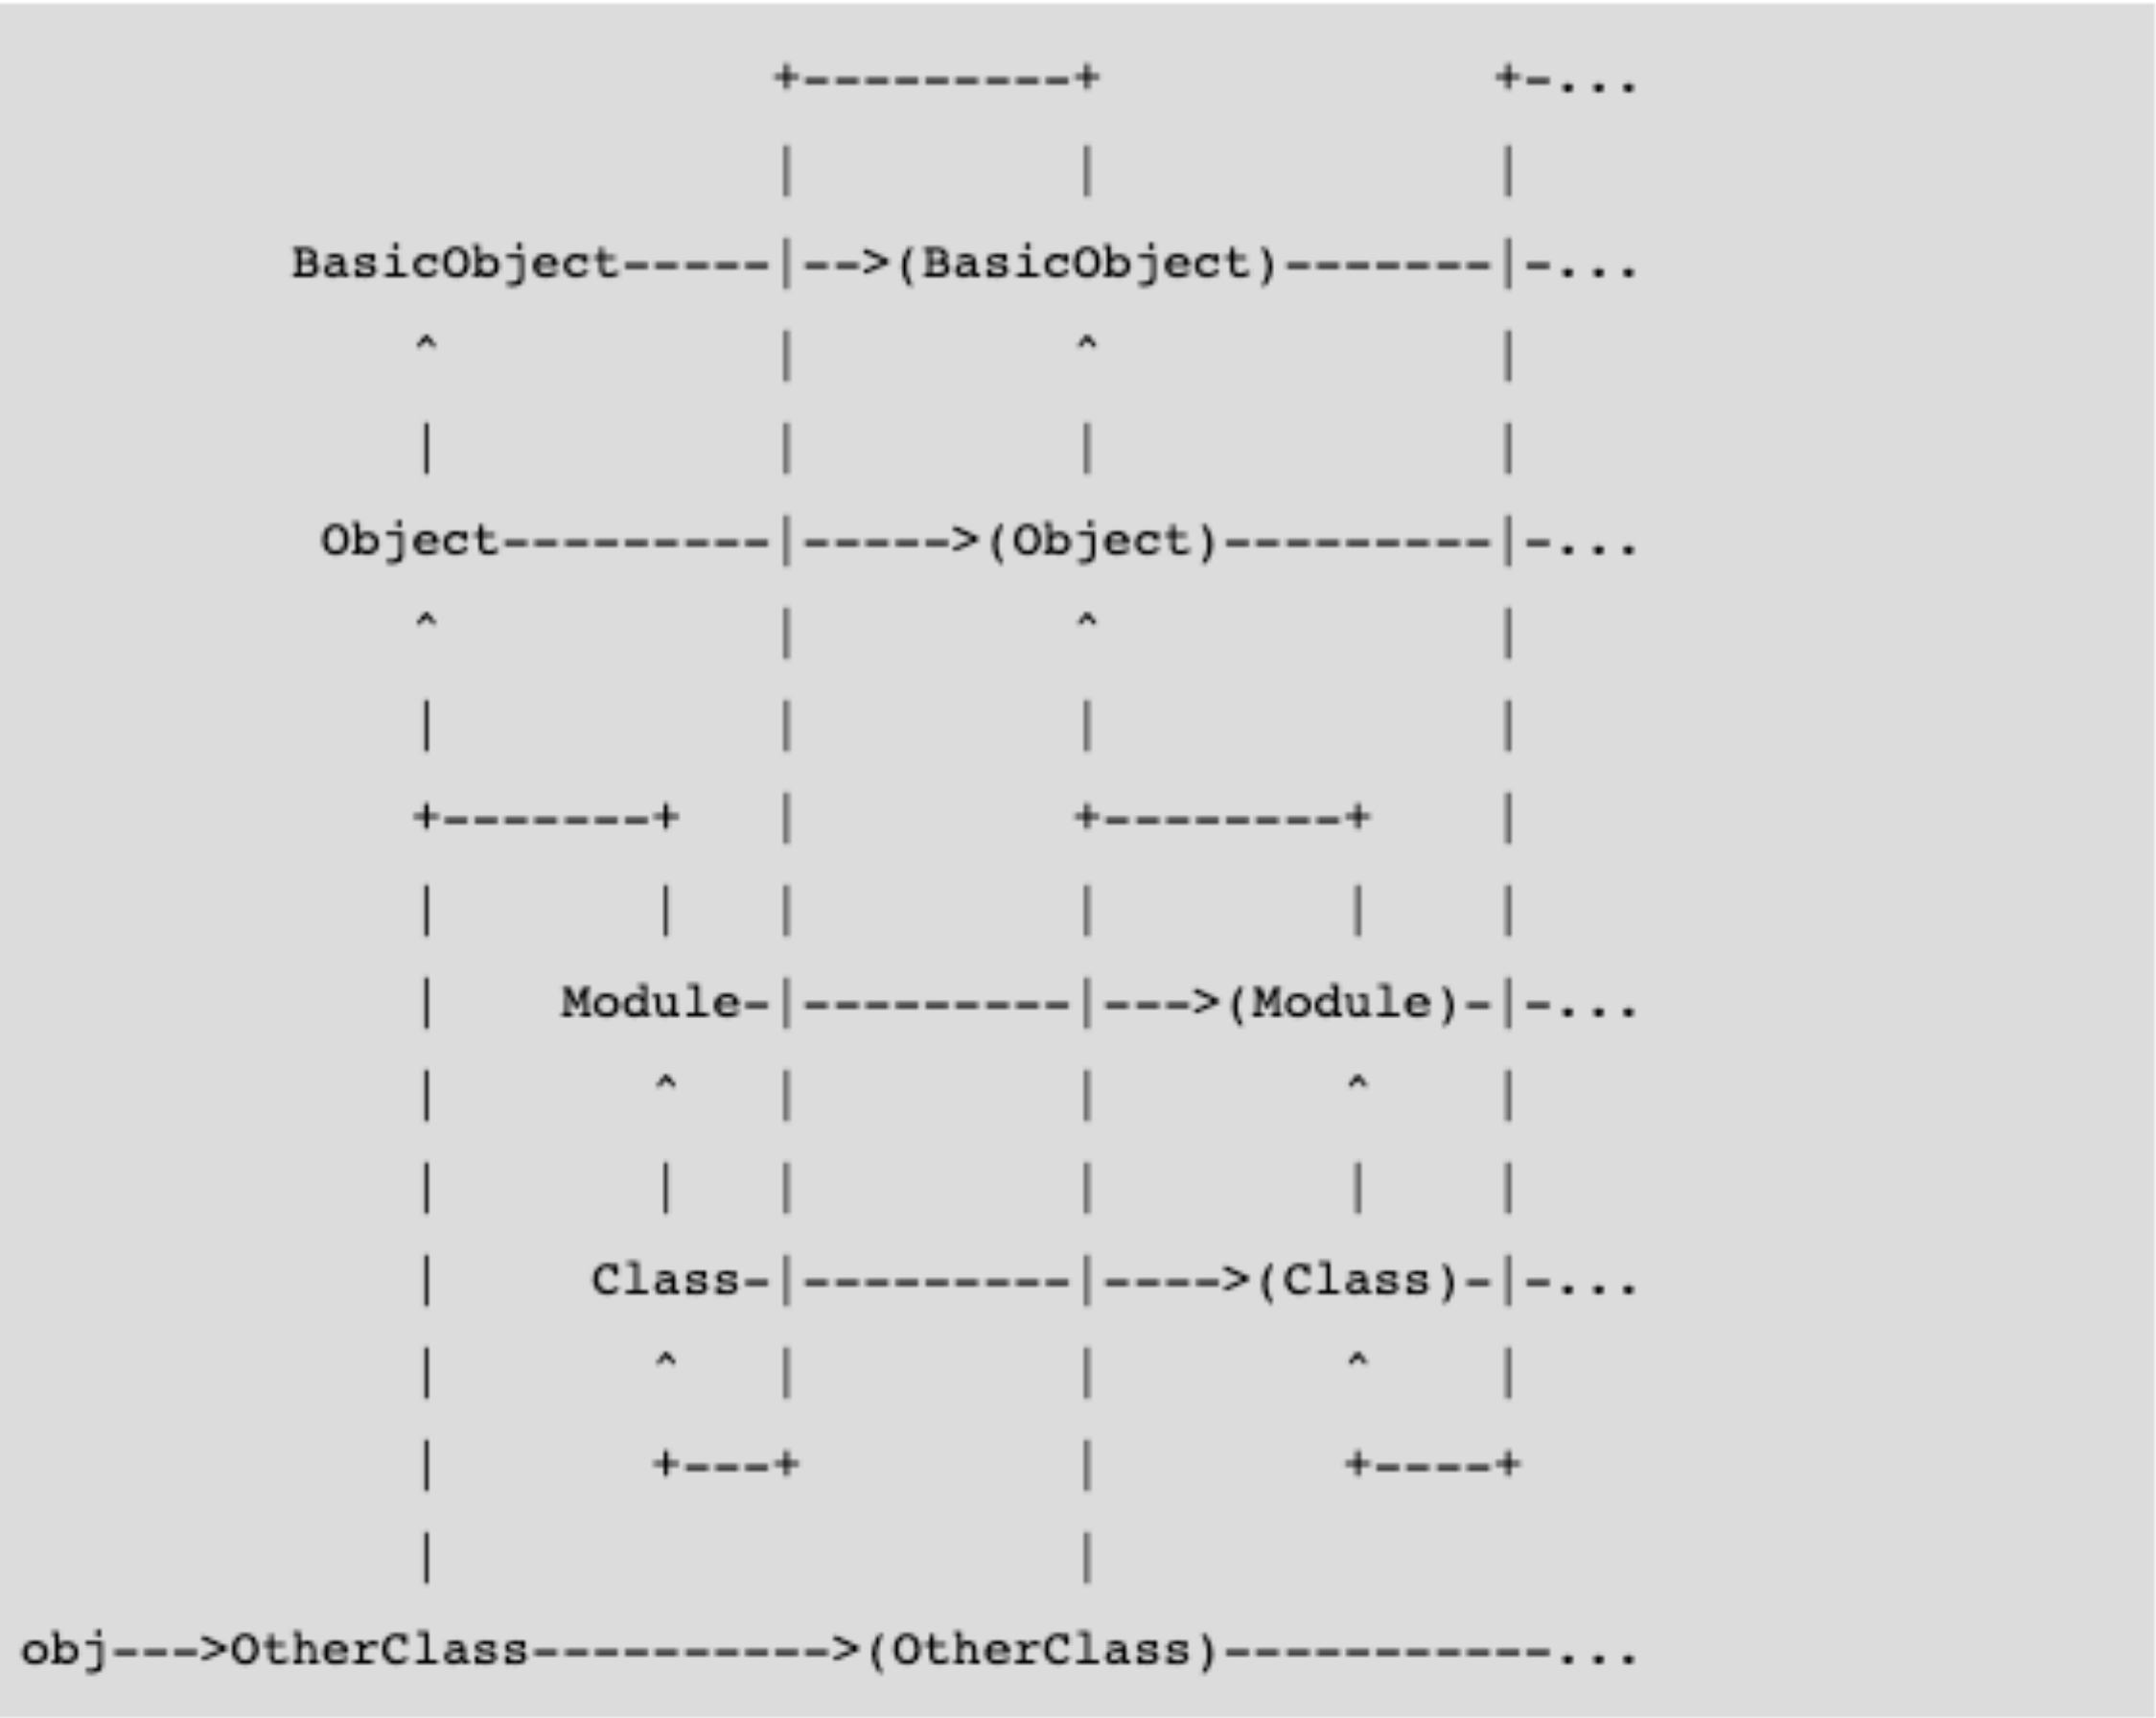 +---------+             +-...
                         |         |             |
         BasicObject-----|-->(BasicObject)-------|-...
             ^           |         ^             |
             |           |         |             |
          Object---------|----->(Object)---------|-...
             ^           |         ^             |
             |           |         |             |
             +-------+   |         +--------+    |
             |       |   |         |        |    |
             |    Module-|---------|--->(Module)-|-...
             |       ^   |         |        ^    |
             |       |   |         |        |    |
             |     Class-|---------|---->(Class)-|-...
             |       ^   |         |        ^    |
             |       +---+         |        +----+
             |                     |
obj--->OtherClass---------->(OtherClass)-----------...